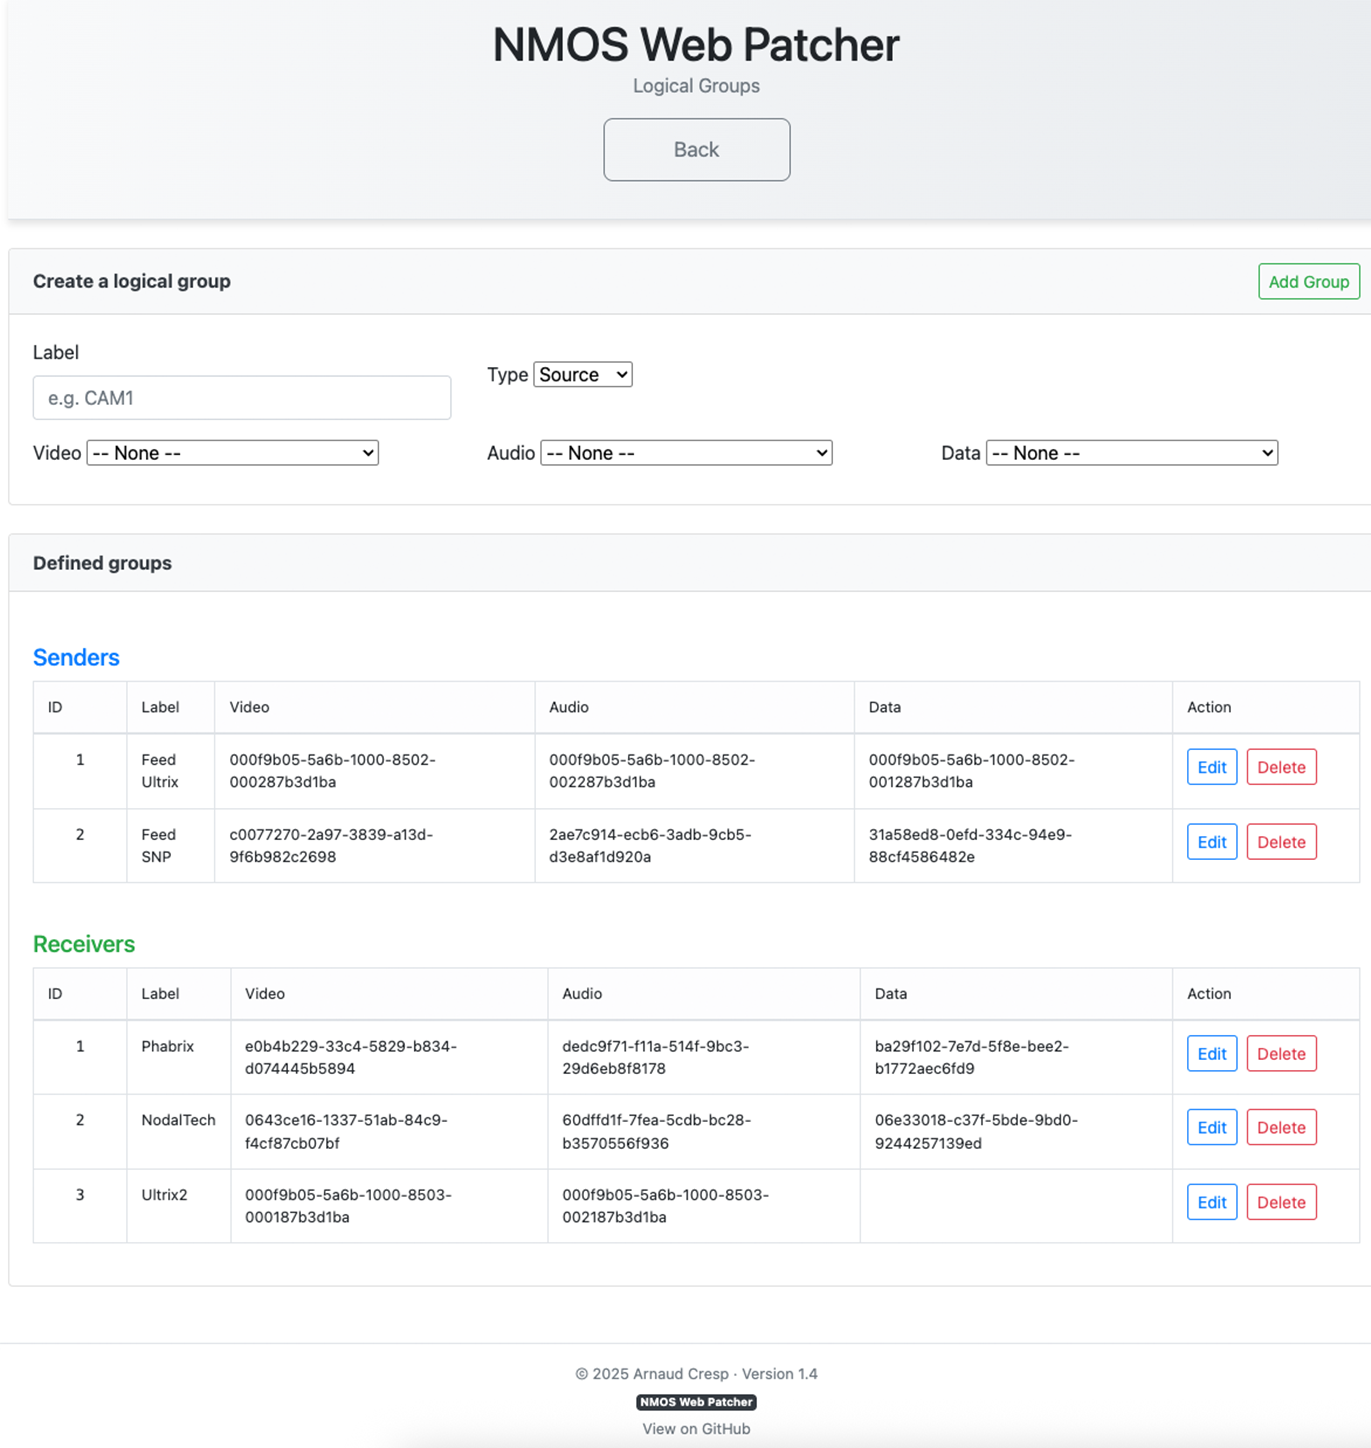 NMOS Web Patcher
Logical Groups
Back
Create a logical group
Add Group
Label
e.g. CAM1
Type Source
Video -- None --
Audio -- None --
Data -- None --
Defined groups
Senders
ID Label Video Audio Data Action
1 Feed 000f9b05-5a6b-1000-8502- 000f9b05-5a6b-1000-8502- 000f9b05-5a6b-1000-8502- Edit Delete
Ultrix 000287b3d1ba 002287b3d1ba 001287b3d1ba
2 Feed c0077270-2a97-3839-a13d- 2ae7c914-ecb6-3adb-9cb5- 31a58ed8-0efd-334c-94e9- Edit Delete
SNP 9f6b982c2698 d3e8af1d920a 88cf4586482e
Receivers
ID Label Video Audio Data Action
1 Phabrix e0b4b229-33c4-5829-b834- dedc9f71-f11a-514f-9bc3- ba29f102-7e7d-5f8e-bee2- Edit Delete
d074445b5894 29d6eb8f8178 b1772aec6fd9
2 NodalTech 0643ce16-1337-51ab-84c9- 60dffd1f-7fea-5cdb-bc28- 06e33018-c37f-5bde-9bd0- Edit Delete
f4cf87cb07bf b3570556f936 9244257139ed
3 Ultrix2 000f9b05-5a6b-1000-8503- 000f9b05-5a6b-1000-8503- Edit Delete
000187b3d1ba 002187b3d1ba
© 2025 Arnaud Cresp · Version 1.4
NMOS Web Patcher
View on GitHub